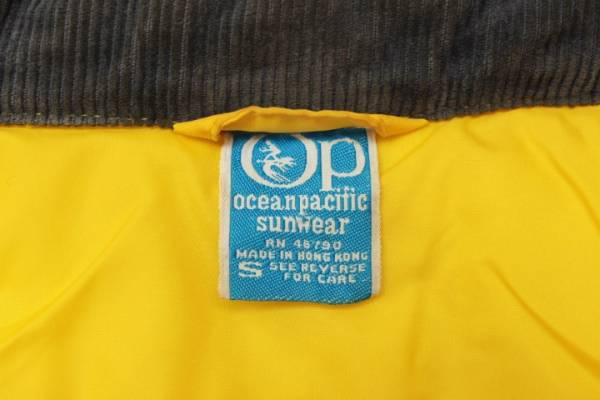 Op
oceanpacific
sunwear
RN 46790
MADE IN HONG KONG
S SEE REVERSE
FOR CARE